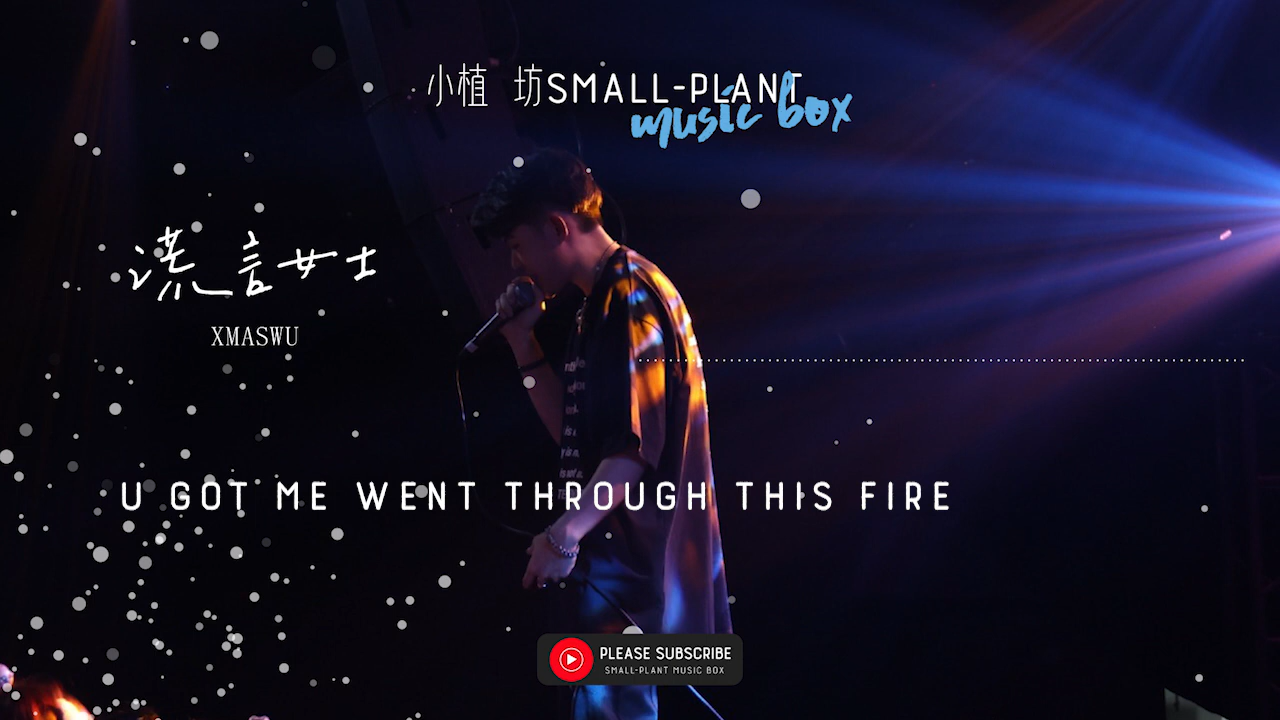 小植 坊SMALL-PLANT
music box
謊言女士
XMASWU
U GOT ME WENT THROUGH THIS FIRE
PLEASE SUBSCRIBE
SMALL-PLANT MUSIC BOX